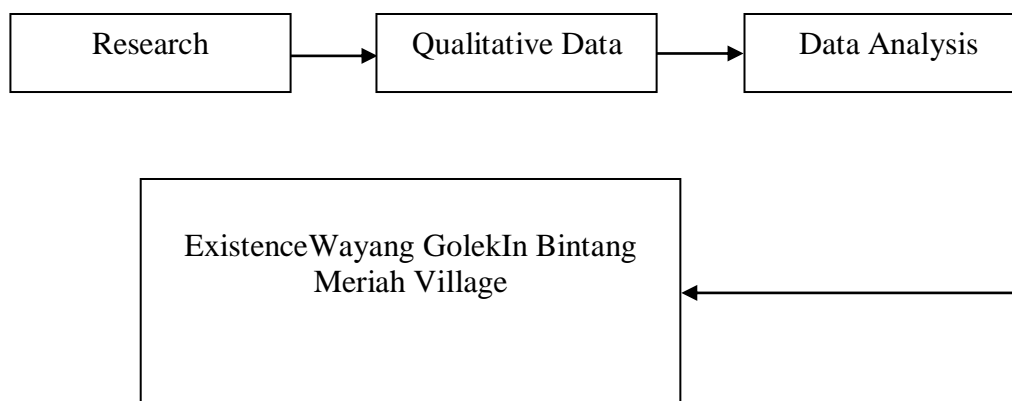 Research
Qualitative Data
Data Analysis
ExistenceWayang GolekIn Bintang
Meriah Village